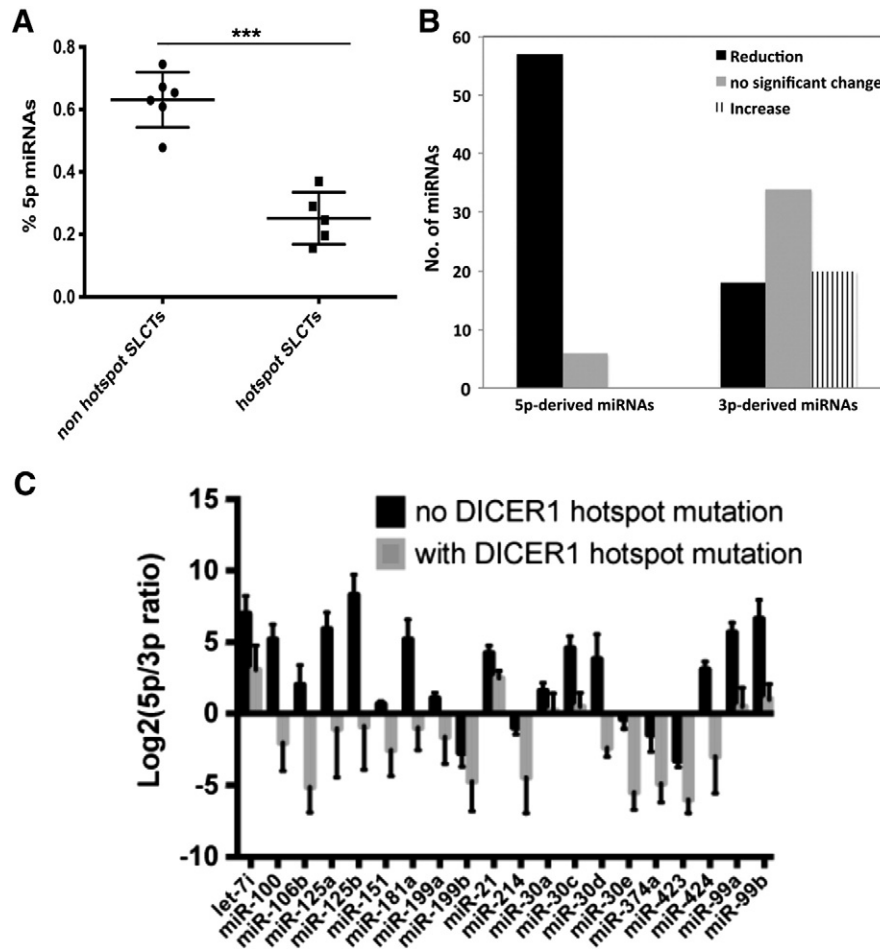 A
***
0.8
0.6
0.4
0.2
0.0
% 5p miRNAs
non hotspot SLCTs
hotspot SLCTs
B
60
50
40
30
20
10
0
No. of miRNAs
Reduction
no significant change
Increase
5p-derived miRNAs
3p-derived miRNAs
C
15
10
5
0
-5
-10
Log2(5p/3p ratio)
no DICER1 hotspot mutation
with DICER1 hotspot mutation
let-7i
miR-100
miR-106b
miR-125a
miR-125b
miR-151
miR-181a
miR-199a
miR-199b
miR-21
miR-214
miR-30a
miR-30c
miR-30d
miR-30e
miR-374a
miR-423
miR-424
miR-99a
miR-99b